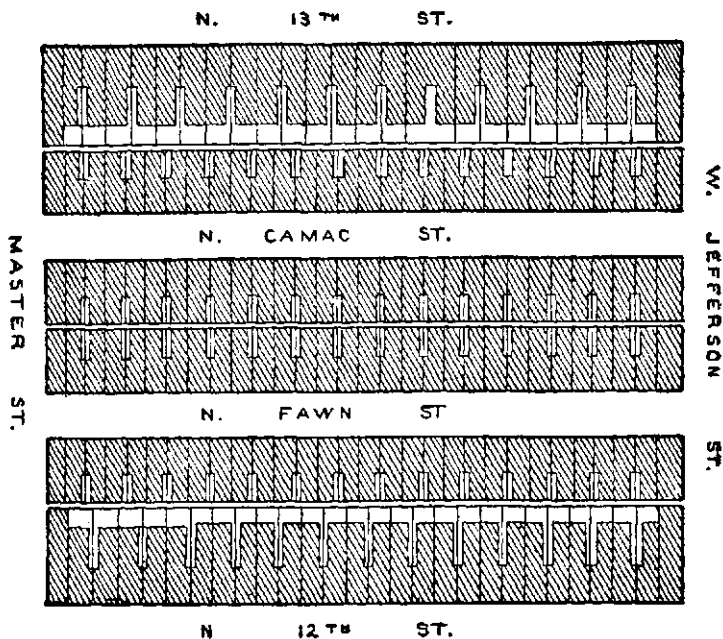 N. 13TH ST.
N. CAMAC ST.
MASTER ST.
W. JEFFERSON ST.
N. FAWN ST
N 12TH ST.